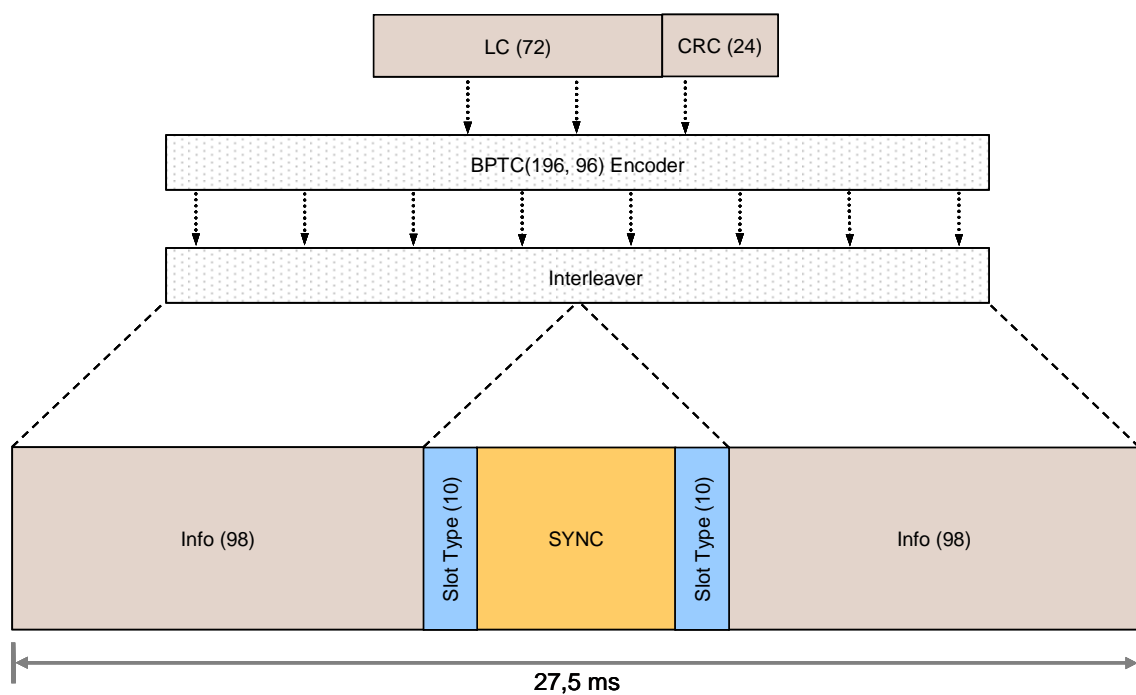 LC (72)
CRC (24)
BPTC(196, 96) Encoder
Interleaver
Info (98)
Slot Type (10)
SYNC
Slot Type (10)
Info (98)
27,5 ms